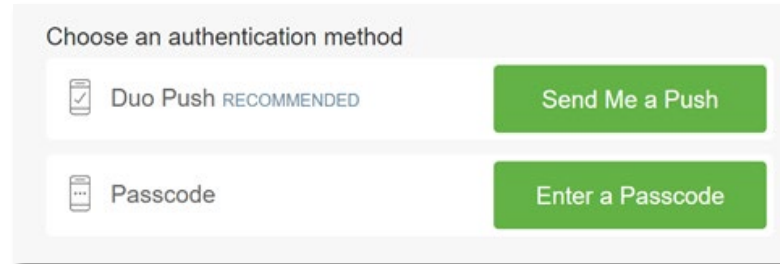 Choose an authentication method
Duo Push RECOMMENDED Send Me a Push
Passcode Enter a Passcode